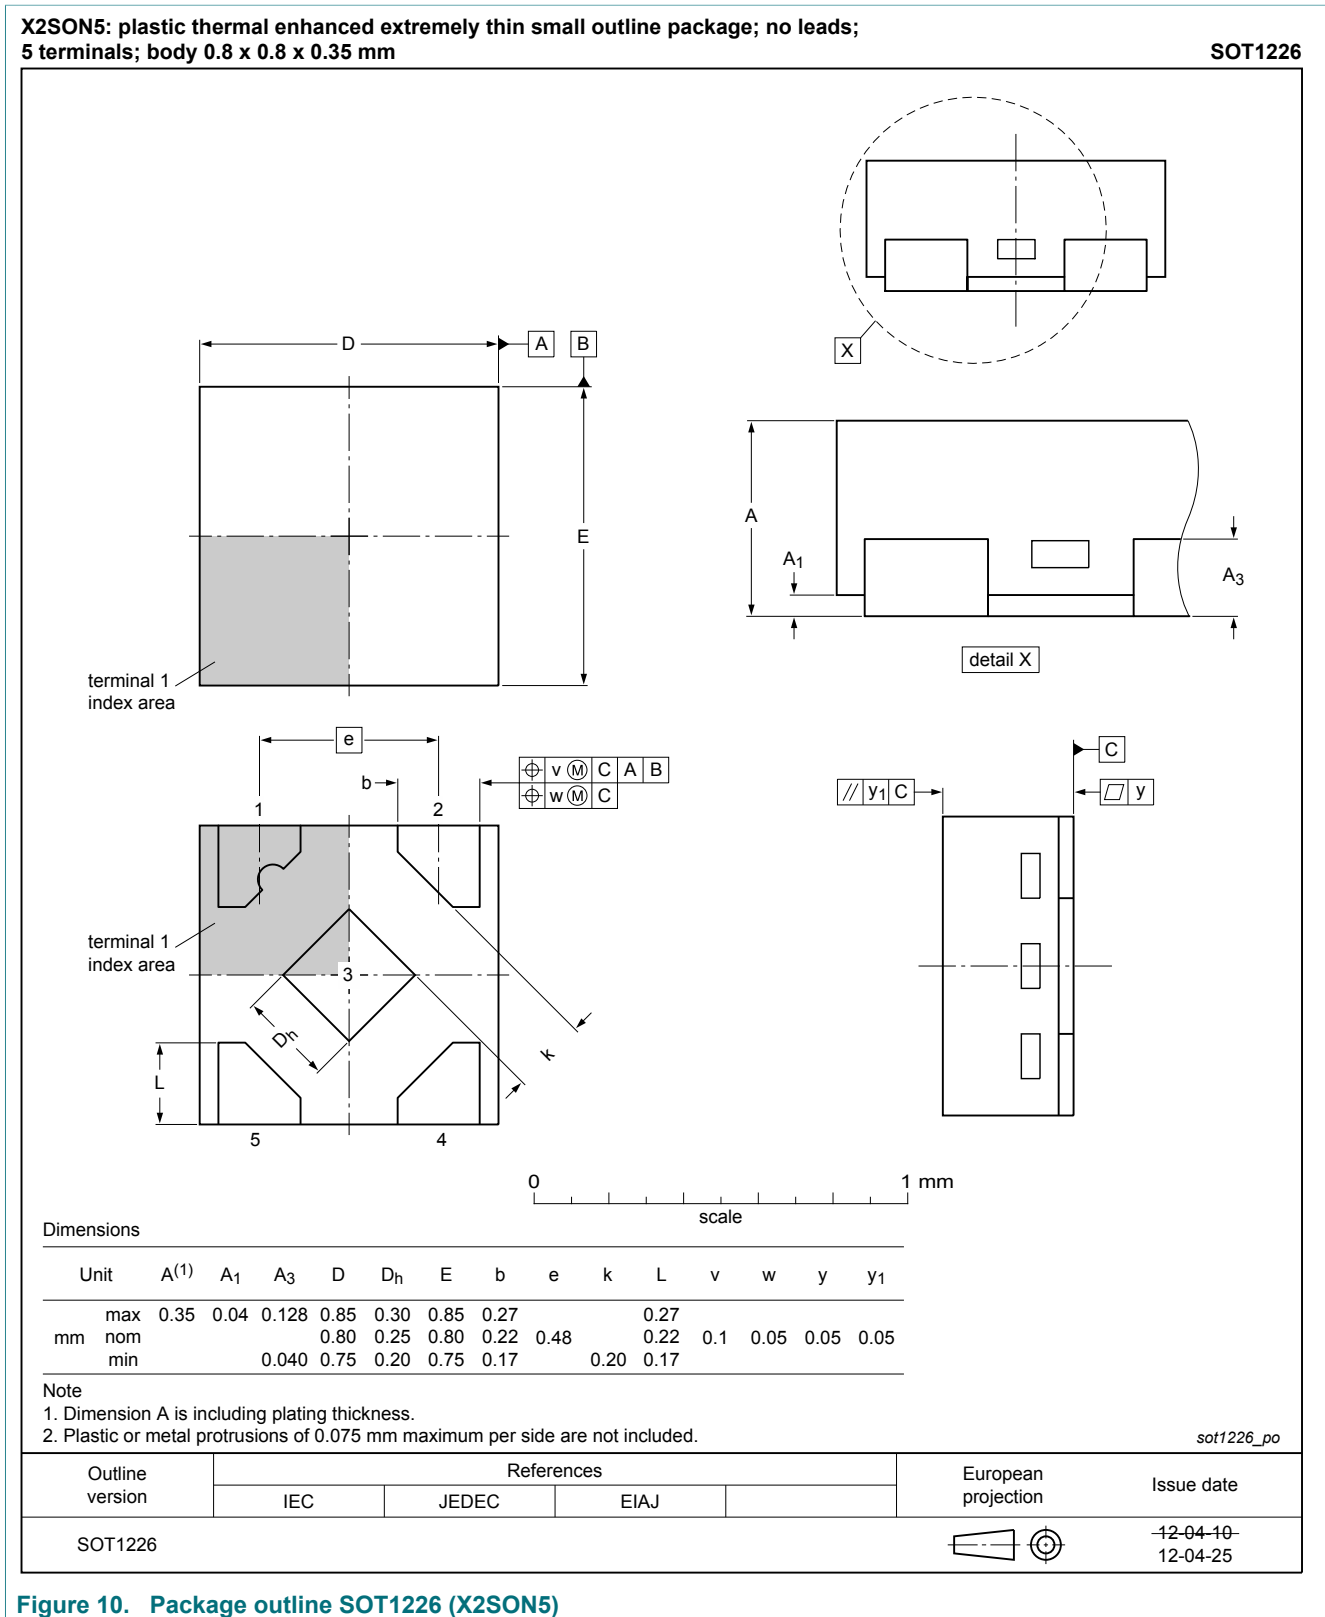 X2SON5: plastic thermal enhanced extremely thin small outline package; no leads;
5 terminals; body 0.8 x 0.8 x 0.35 mm SOT1226
X
D A B
E
terminal 1
index area
A
A1
A3
detail X
e
b
v M C A B
w M C
1 2
terminal 1
index area
3
Dh
k
L
5 4
C
// y1 C
y
0 1 mm
scale
Dimensions
Unit A(1) A1 A3 D Dh E b e k L v w y y1
max 0.35 0.04 0.128 0.85 0.30 0.85 0.27 0.27
mm nom 0.80 0.25 0.80 0.22 0.48 0.22 0.1 0.05 0.05 0.05
min 0.040 0.75 0.20 0.75 0.17 0.20 0.17
Note
1. Dimension A is including plating thickness.
2. Plastic or metal protrusions of 0.075 mm maximum per side are not included.
sot1226_po
Outline version References European projection Issue date
IEC JEDEC EIAJ
SOT1226 12-04-10
12-04-25
Figure 10. Package outline SOT1226 (X2SON5)